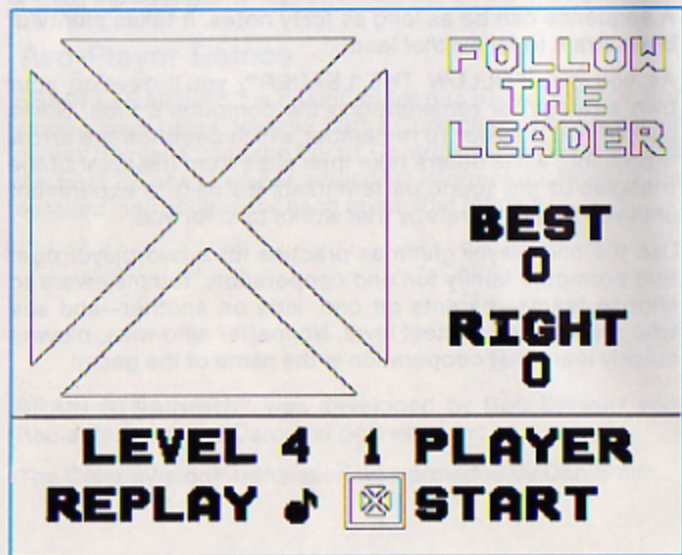 FOLLOW
THE
LEADER
BEST
0
RIGHT
0
LEVEL 4 1 PLAYER
REPLAY ♪ START